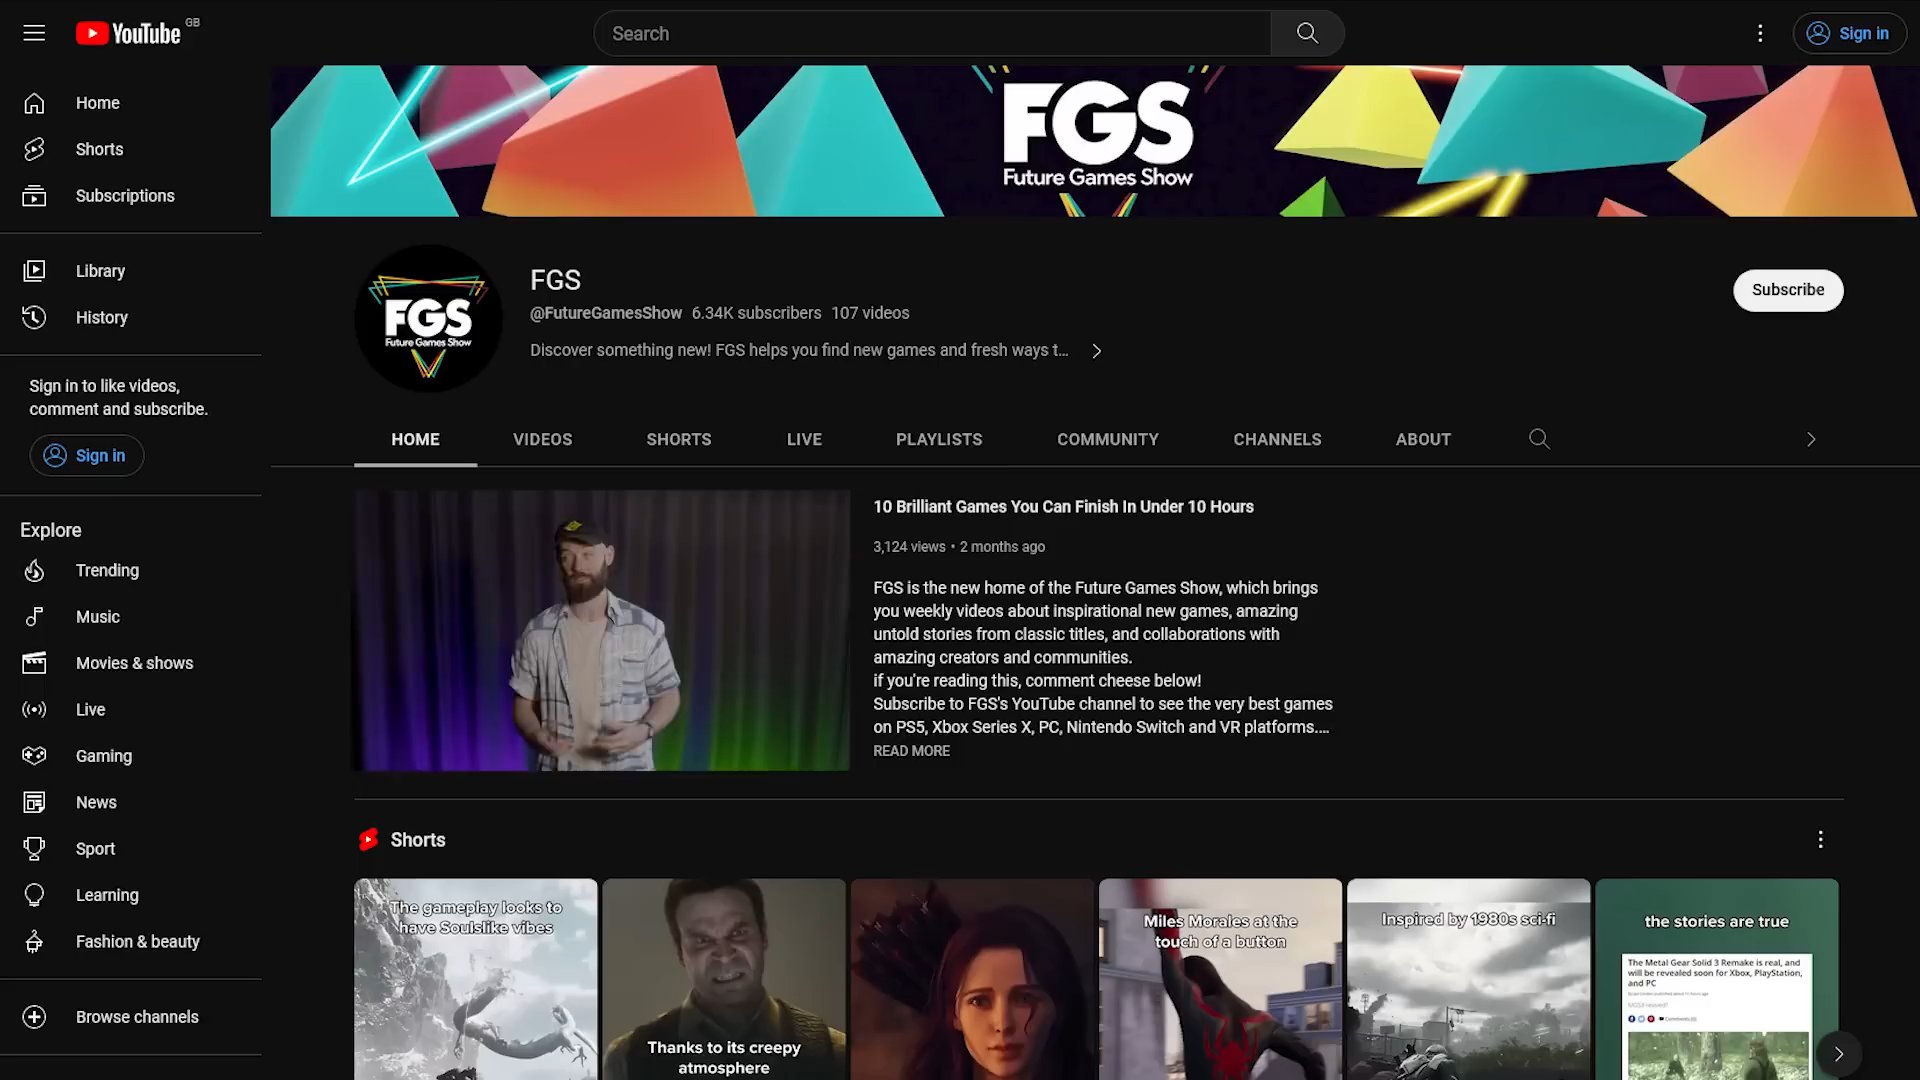 YouTube GB
Search
Sign in
Home
Shorts
Subscriptions
Library
History
Sign in to like videos,
comment and subscribe.
Sign in
Explore
Trending
Music
Movies & shows
Live
Gaming
News
Sport
Learning
Fashion & beauty
Browse channels
FGS
Future Games Show
FGS
Future Games Show
FGS
@FutureGamesShow 6.34K subscribers 107 videos
Discover something new! FGS helps you find new games and fresh ways t...
Subscribe
HOME VIDEOS SHORTS LIVE PLAYLISTS COMMUNITY CHANNELS ABOUT
10 Brilliant Games You Can Finish In Under 10 Hours
3,124 views • 2 months ago
FGS is the new home of the Future Games Show, which brings
you weekly videos about inspirational new games, amazing
untold stories from classic titles, and collaborations with
amazing creators and communities.
if you're reading this, comment cheese below!
Subscribe to FGS's YouTube channel to see the very best games
on PS5, Xbox Series X, PC, Nintendo Switch and VR platforms....
READ MORE
Shorts
The gameplay looks to
have Soulslike vibes
Thanks to its creepy
atmosphere
Miles Morales at the
touch of a button
Inspired by 1980s sci-fi
the stories are true
The Metal Gear Solid 3 Remake is real, and
will be revealed soon for Xbox, PlayStation,
and PC